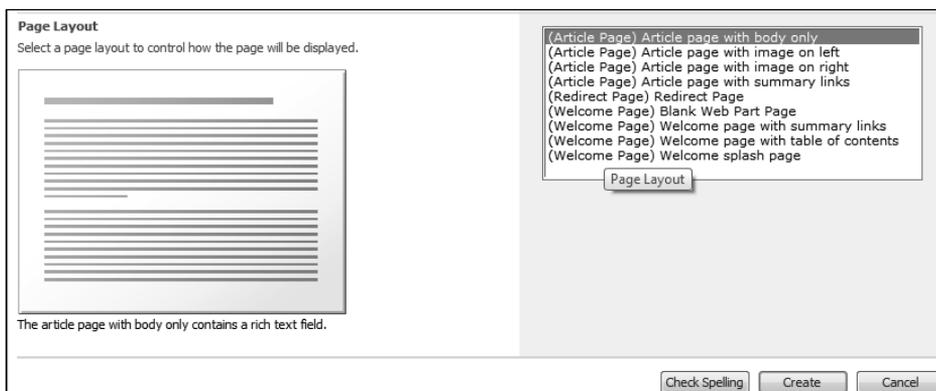 Page Layout
Select a page layout to control how the page will be displayed.
The article page with body only contains a rich text field.
(Article Page) Article page with body only
(Article Page) Article page with image on left
(Article Page) Article page with image on right
(Article Page) Article page with summary links
(Redirect Page) Redirect Page
(Welcome Page) Blank Web Part Page
(Welcome Page) Welcome page with summary links
(Welcome Page) Welcome page with table of contents
(Welcome Page) Welcome splash page
Page Layout
Check Spelling
Create
Cancel